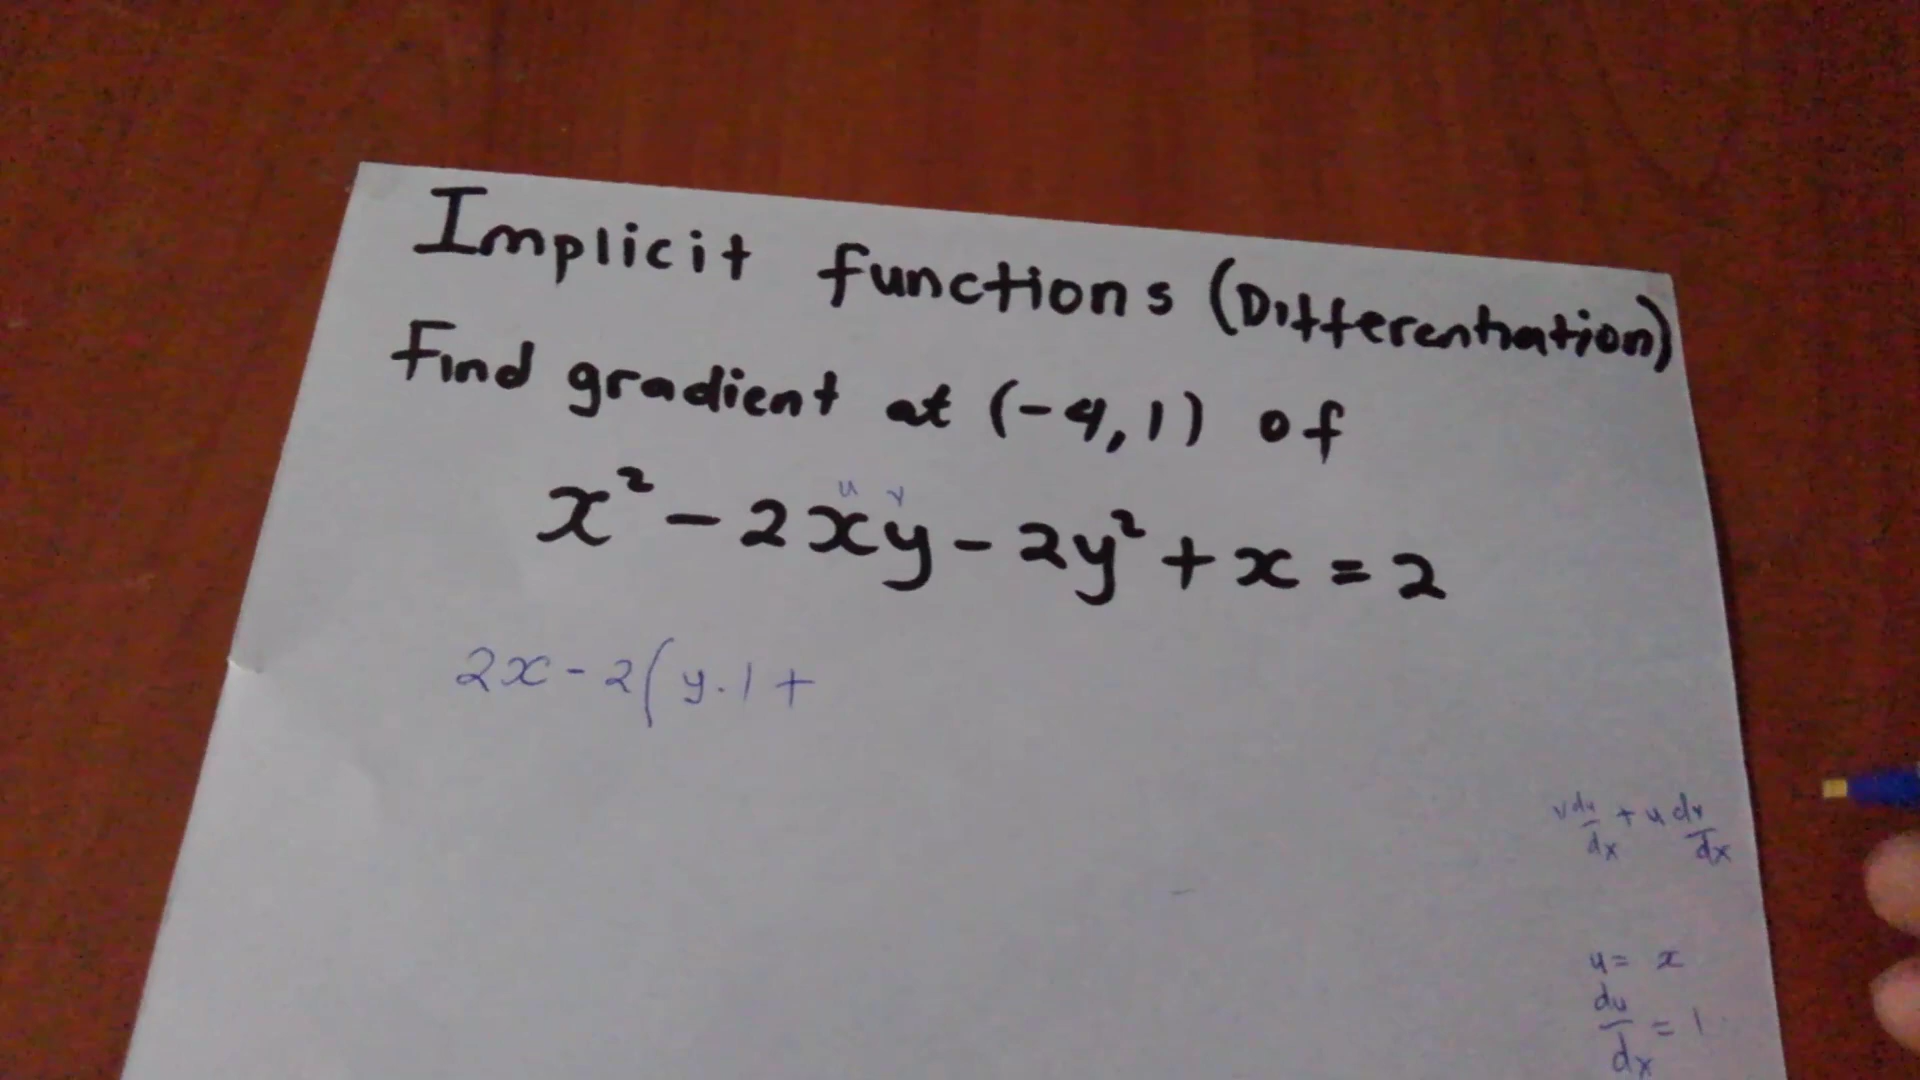 Implicit functions (Differentiation)
Find gradient at (-4,1) of
x² - 2xy - 2y² + x = 2
u v
2x - 2(y.1 +
v du/dx + u dv/dx
u = x
du/dx = 1